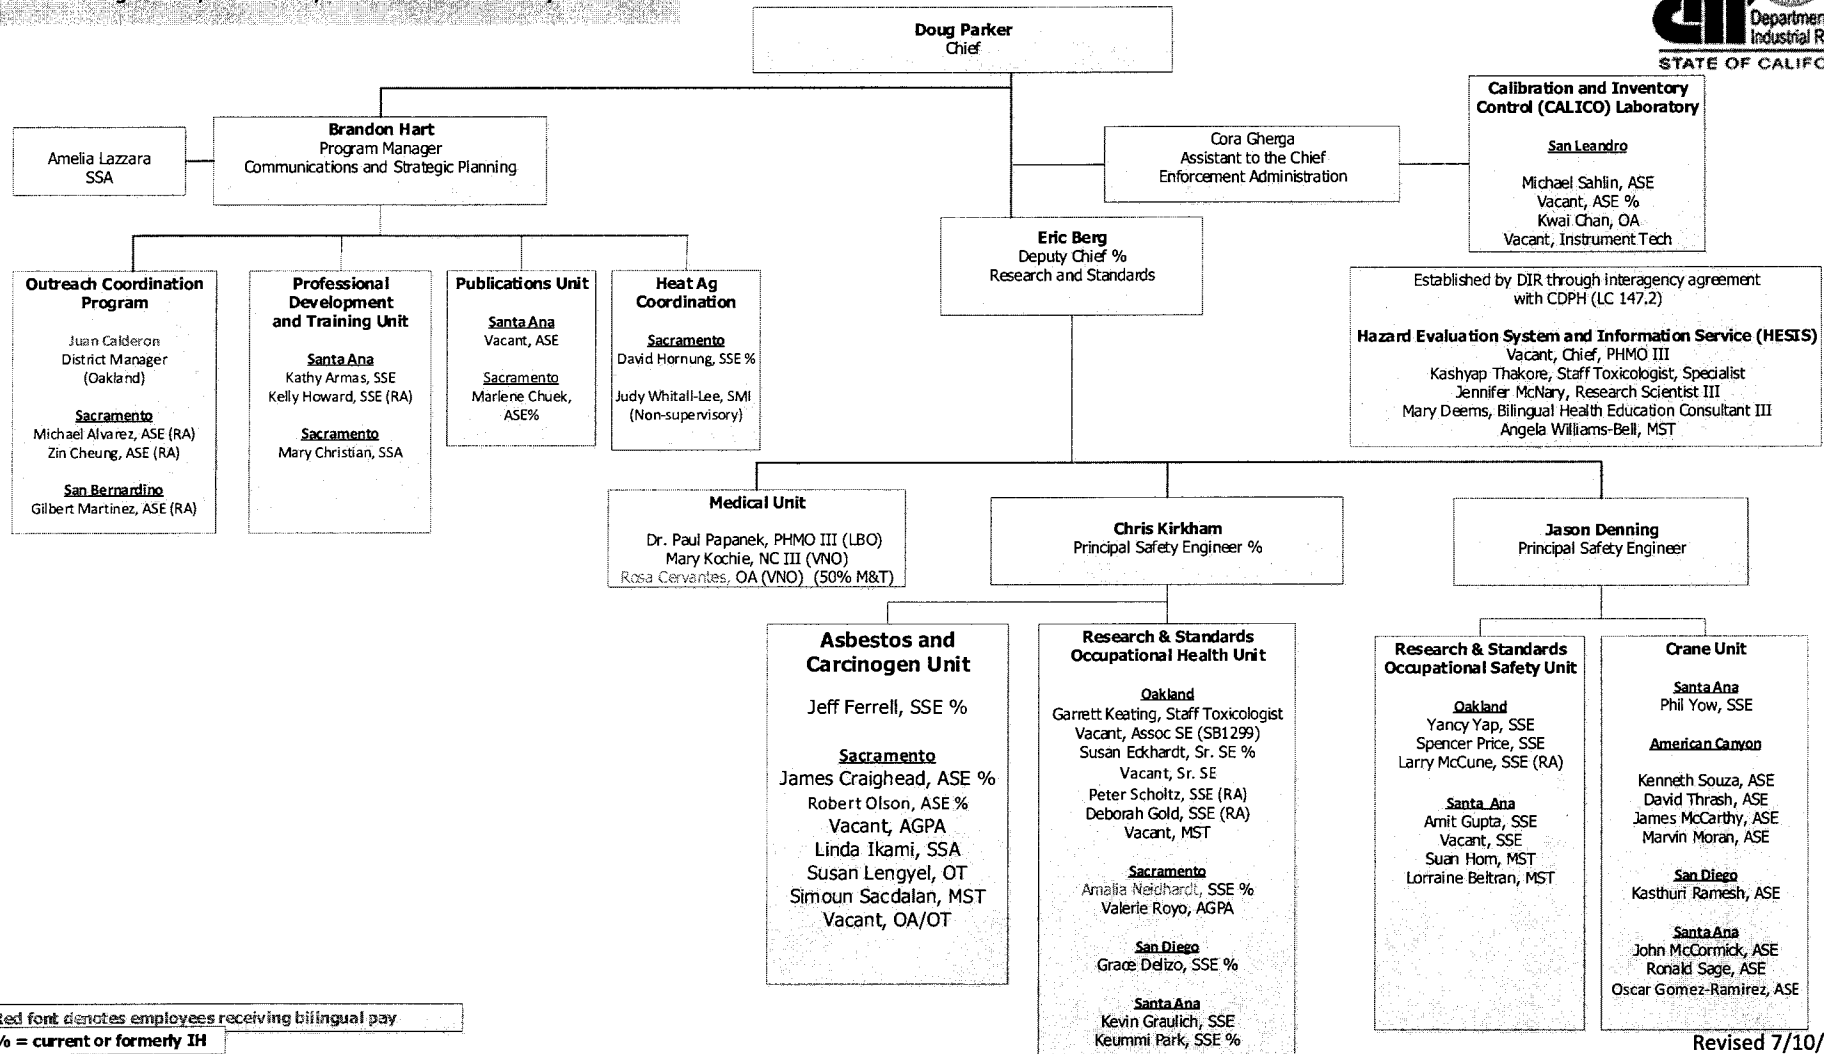 Doug Parker
Chief
Departmen
Industrial R
STATE OF CALIFO
Calibration and Inventory
Control (CALICO) Laboratory
San Leandro
Michael Sahlin, ASE
Vacant, ASE %
Kwai Chan, OA
Vacant, Instrument Tech
Amelia Lazzara
SSA
Brandon Hart
Program Manager
Communications and Strategic Planning
Cora Gherga
Assistant to the Chief
Enforcement Administration
Eric Berg
Deputy Chief %
Research and Standards
Outreach Coordination
Program
Juan Calderon
District Manager
(Oakland)
Sacramento
Michael Alvarez, ASE (RA)
Zin Cheung, ASE (RA)
San Bernardino
Gilbert Martinez, ASE (RA)
Professional
Development
and Training Unit
Santa Ana
Kathy Armas, SSE
Kelly Howard, SSE (RA)
Sacramento
Mary Christian, SSA
Publications Unit
Santa Ana
Vacant, ASE
Sacramento
Marlene Chuek,
ASE%
Heat Ag
Coordination
Sacramento
David Hornung, SSE %
Judy Whitall-Lee, SMI
(Non-supervisory)
Established by DIR through interagency agreement
with CDPH (LC 147.2)
Hazard Evaluation System and Information Service (HESIS)
Vacant, Chief, PHMO III
Kashyap Thakore, Staff Toxicologist, Specialist
Jennifer McNary, Research Scientist III
Mary Deems, Bilingual Health Education Consultant III
Angela Williams-Bell, MST
Medical Unit
Dr. Paul Papanek, PHMO III (LBO)
Mary Kochie, NC III (VNO)
Rosa Cervantes, OA (VNO) (50% M&T)
Chris Kirkham
Principal Safety Engineer %
Jason Denning
Principal Safety Engineer
Asbestos and
Carcinogen Unit
Jeff Ferrell, SSE %
Sacramento
James Craighead, ASE %
Robert Olson, ASE %
Vacant, AGPA
Linda Ikami, SSA
Susan Lengyel, OT
Simoun Sacdalan, MST
Vacant, OA/OT
Research & Standards
Occupational Health Unit
Oakland
Garrett Keating, Staff Toxicologist
Vacant, Assoc SE (SB1299)
Susan Eckhardt, Sr. SE %
Vacant, Sr. SE
Peter Scholtz, SSE (RA)
Deborah Gold, SSE (RA)
Vacant, MST
Sacramento
Amalia Neidhardt, SSE %
Valerie Royo, AGPA
San Diego
Grace Delizo, SSE %
Santa Ana
Kevin Graulich, SSE
Keummi Park, SSE %
Research & Standards
Occupational Safety Unit
Oakland
Yancy Yap, SSE
Spencer Price, SSE
Larry McCune, SSE (RA)
Santa Ana
Amit Gupta, SSE
Vacant, SSE
Suan Hom, MST
Lorraine Beltran, MST
Crane Unit
Santa Ana
Phil Yow, SSE
American Canyon
Kenneth Souza, ASE
David Thrash, ASE
James McCarthy, ASE
Marvin Moran, ASE
San Diego
Kasthuri Ramesh, ASE
Santa Ana
John McCormick, ASE
Ronald Sage, ASE
Oscar Gomez-Ramirez, ASE
Red font denotes employees receiving bilingual pay
% = current or formerly IH
Revised 7/10/